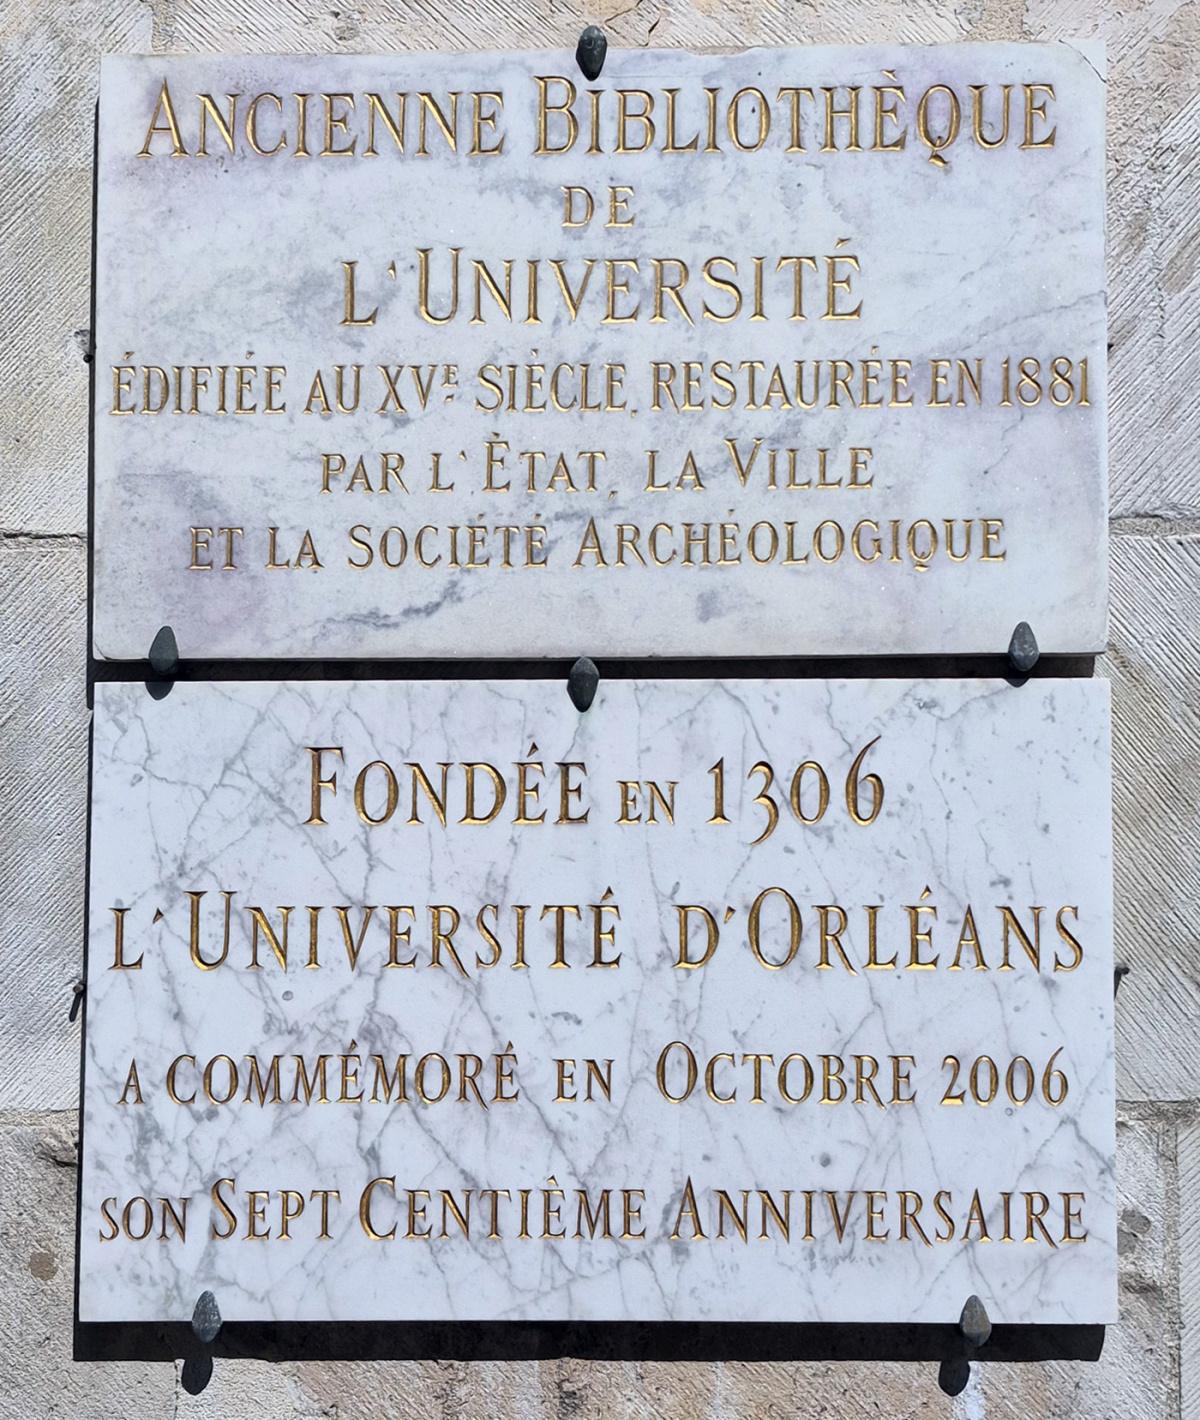 ANCIENNE BIBLIOTHÈQUE
DE
L'UNIVERSITÉ
ÉDIFIÉE AU XVE SIÈCLE, RESTAURÉE EN 1881
PAR L'ÈTAT, LA VILLE
ET LA SOCIÉTÉ ARCHÉOLOGIQUE
FONDÉE EN 1306
L'UNIVERSITÉ D'ORLÉANS
A COMMÉMORÉ EN OCTOBRE 2006
SON SEPT CENTIÈME ANNIVERSAIRE